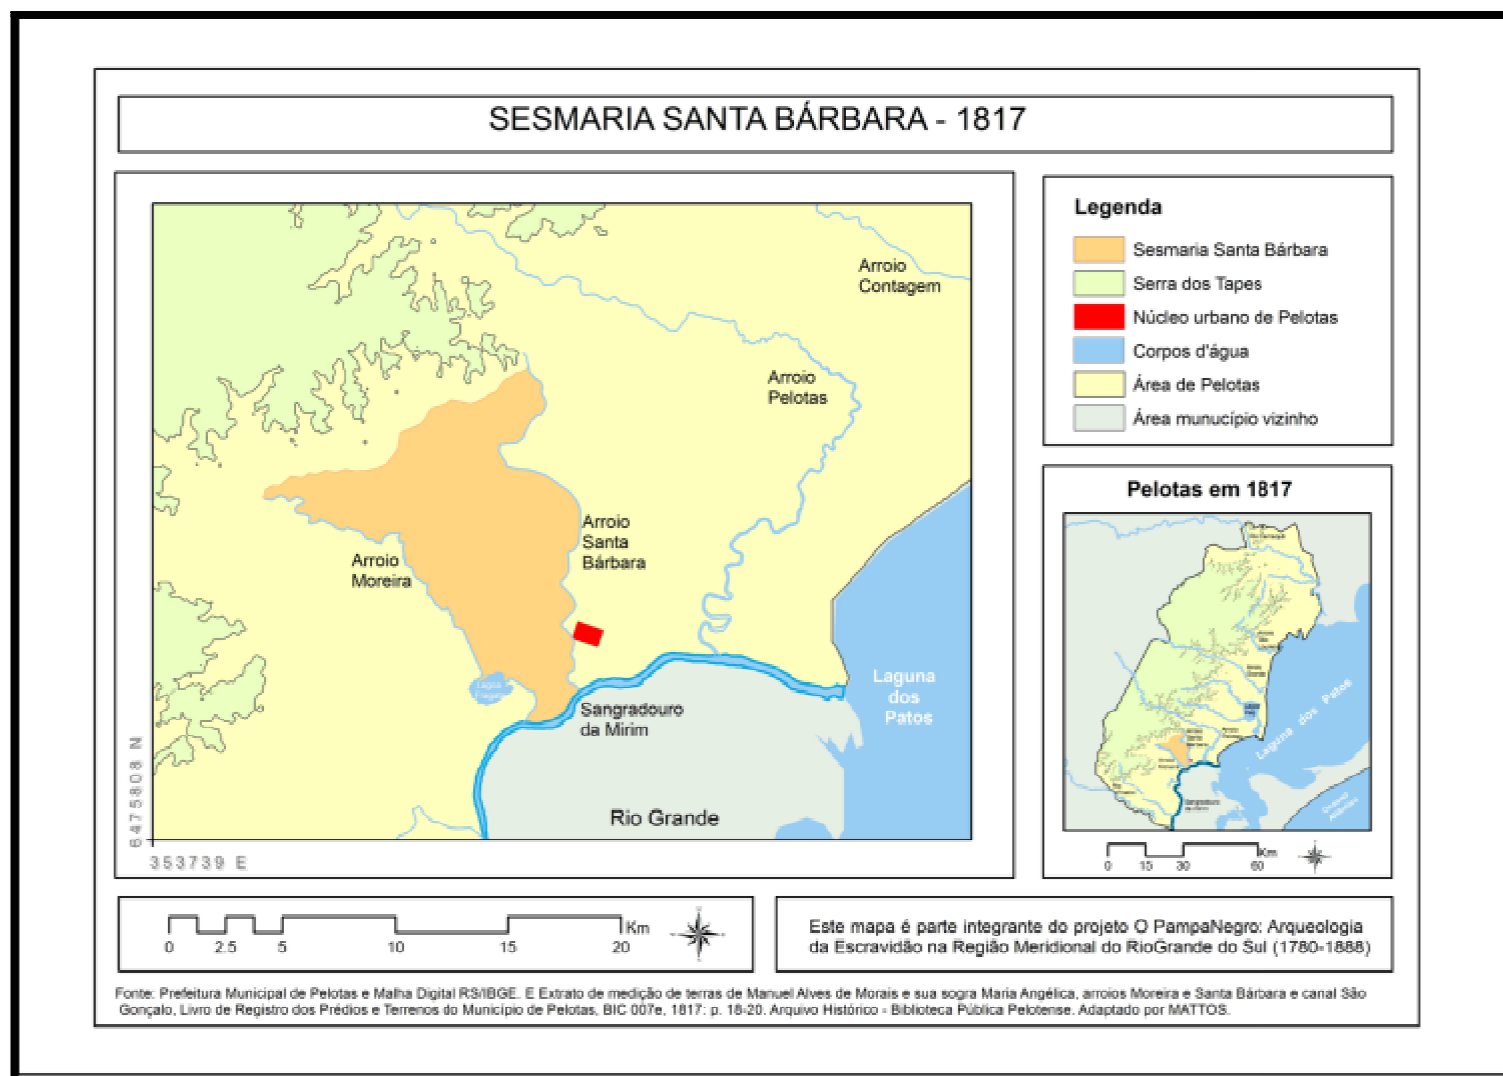 SESMARIA SANTA BÁRBARA - 1817
Arroio
Contagem
Arroio
Pelotas
Arroio
Santa
Bárbara
Arroio
Moreira
Laguna
dos
Patos
Sangradouro
da Mirim
Rio Grande
6475808 N
353739 E
Legenda
Sesmaria Santa Bárbara
Serra dos Tapes
Núcleo urbano de Pelotas
Corpos d'água
Área de Pelotas
Área munucípio vizinho
Pelotas em 1817
Laguna dos Patos
Km
0 15 30 60
Km
0 2.5 5 10 15 20
Este mapa é parte integrante do projeto O PampaNegro: Arqueologia
da Escravidão na Região Meridional do RioGrande do Sul (1780-1888)
Fonte: Prefeitura Municipal de Pelotas e Malha Digital RS/IBGE. E Extrato de medição de terras de Manuel Alves de Morais e sua sogra Maria Angélica, arroios Moreira e Santa Bárbara e canal São
Gonçalo, Livro de Registro dos Prédios e Terrenos do Município de Pelotas, BIC 007e, 1817: p. 18-20. Arquivo Histórico - Biblioteca Pública Pelotense. Adaptado por MATTOS.